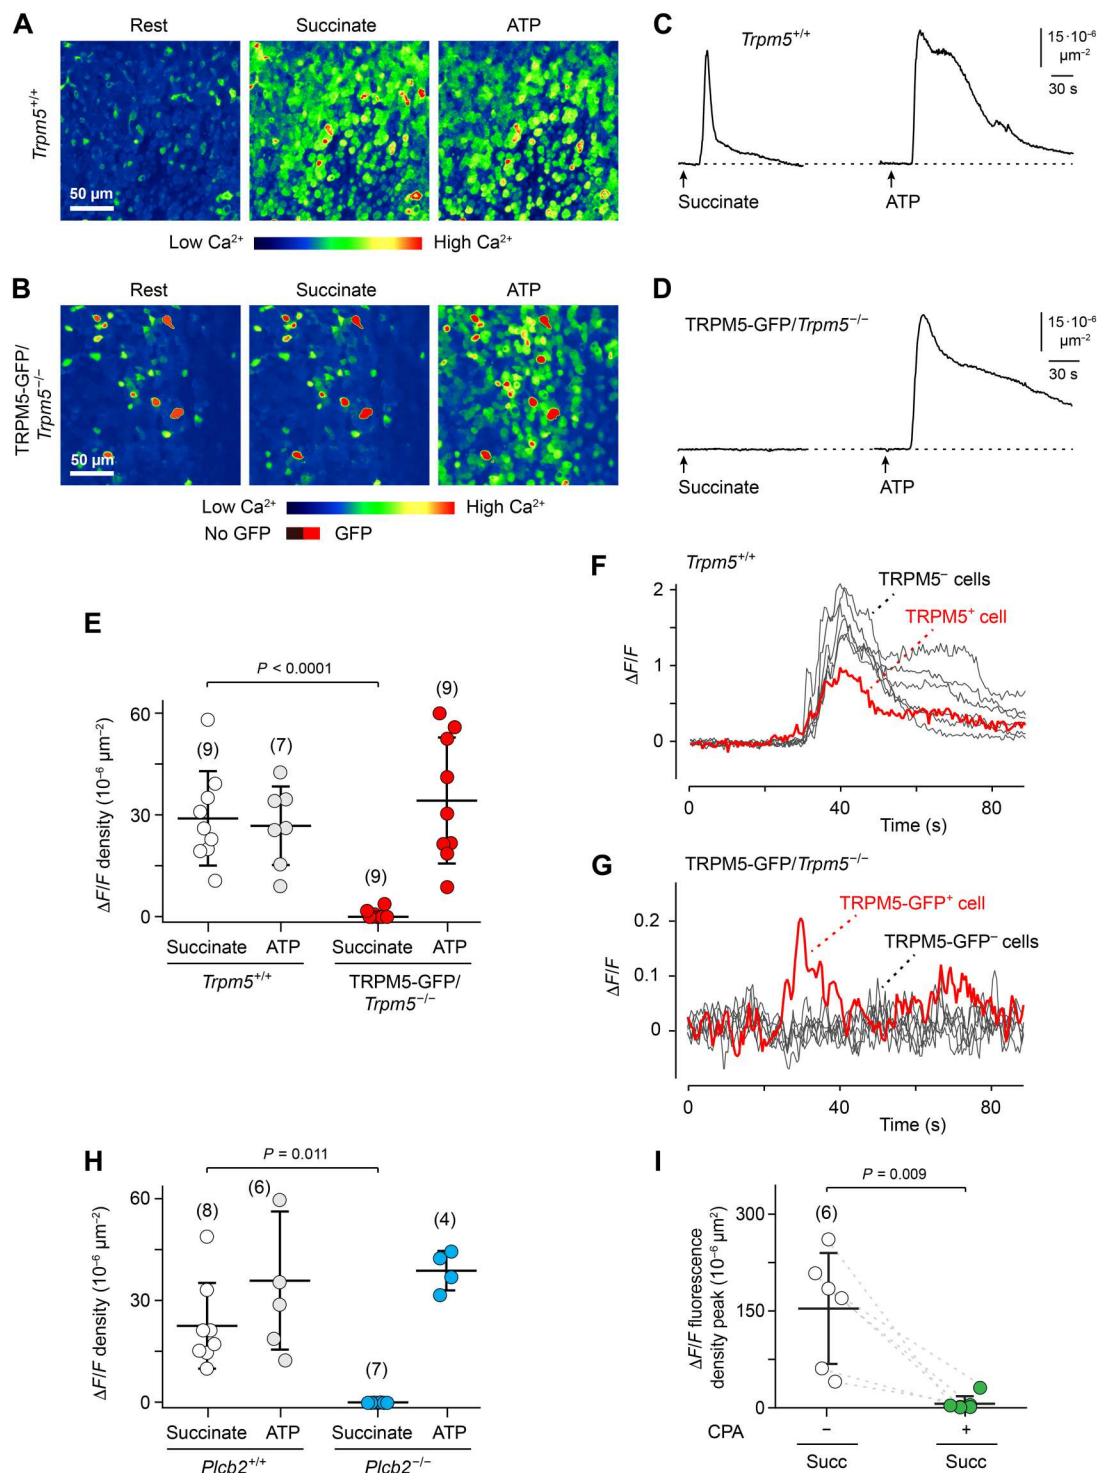 A
Rest
Succinate
ATP
Trpm5+/+
50 µm
Low Ca2+
High Ca2+
B
Rest
Succinate
ATP
TRPM5-GFP/
Trpm5−/−
50 µm
Low Ca2+
High Ca2+
No GFP
GFP
C
Trpm5+/+
15·10−6
µm−2
30 s
Succinate
ATP
D
TRPM5-GFP/Trpm5−/−
15·10−6
µm−2
30 s
Succinate
ATP
E
P < 0.0001
ΔF/F density (10−6 µm−2)
60
30
0
(9)
(7)
(9)
(9)
Succinate
ATP
Succinate
ATP
Trpm5+/+
TRPM5-GFP/
Trpm5−/−
F
Trpm5+/+
TRPM5− cells
TRPM5+ cell
ΔF/F
2
1
0
0
40
80
Time (s)
G
TRPM5-GFP/Trpm5−/−
TRPM5-GFP+ cell
TRPM5-GFP− cells
ΔF/F
0.2
0.1
0
0
40
80
Time (s)
H
P = 0.011
ΔF/F density (10−6 µm−2)
60
30
0
(8)
(6)
(7)
(4)
Succinate
ATP
Succinate
ATP
Plcb2+/+
Plcb2−/−
I
P = 0.009
ΔF/F fluorescence
density peak (10−6 µm2)
300
150
0
(6)
CPA
−
+
Succ
Succ